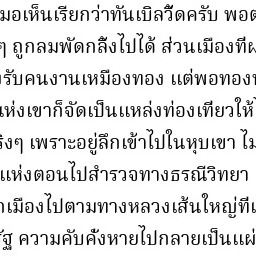 มอเห็นเรียกว่าทันเบิลวีดครับ พอต
ๆ ถูกลมพัดกลิ้งไปได้ ส่วนเมืองที่ผ
งรับคนงานเหมืองทอง แต่พอทองห
แห่งเขาก็จัดเป็นแหล่งท่องเที่ยวให้
ริงๆ เพราะอยู่ลึกเข้าไปในหุบเขา ไม
แห่งตอนไปสำรวจทางธรณีวิทยา
กเมืองไปตามทางหลวงเส้นใหญ่ที่เ
รัฐ ความคับคั่งหายไปกลายเป็นแผ่